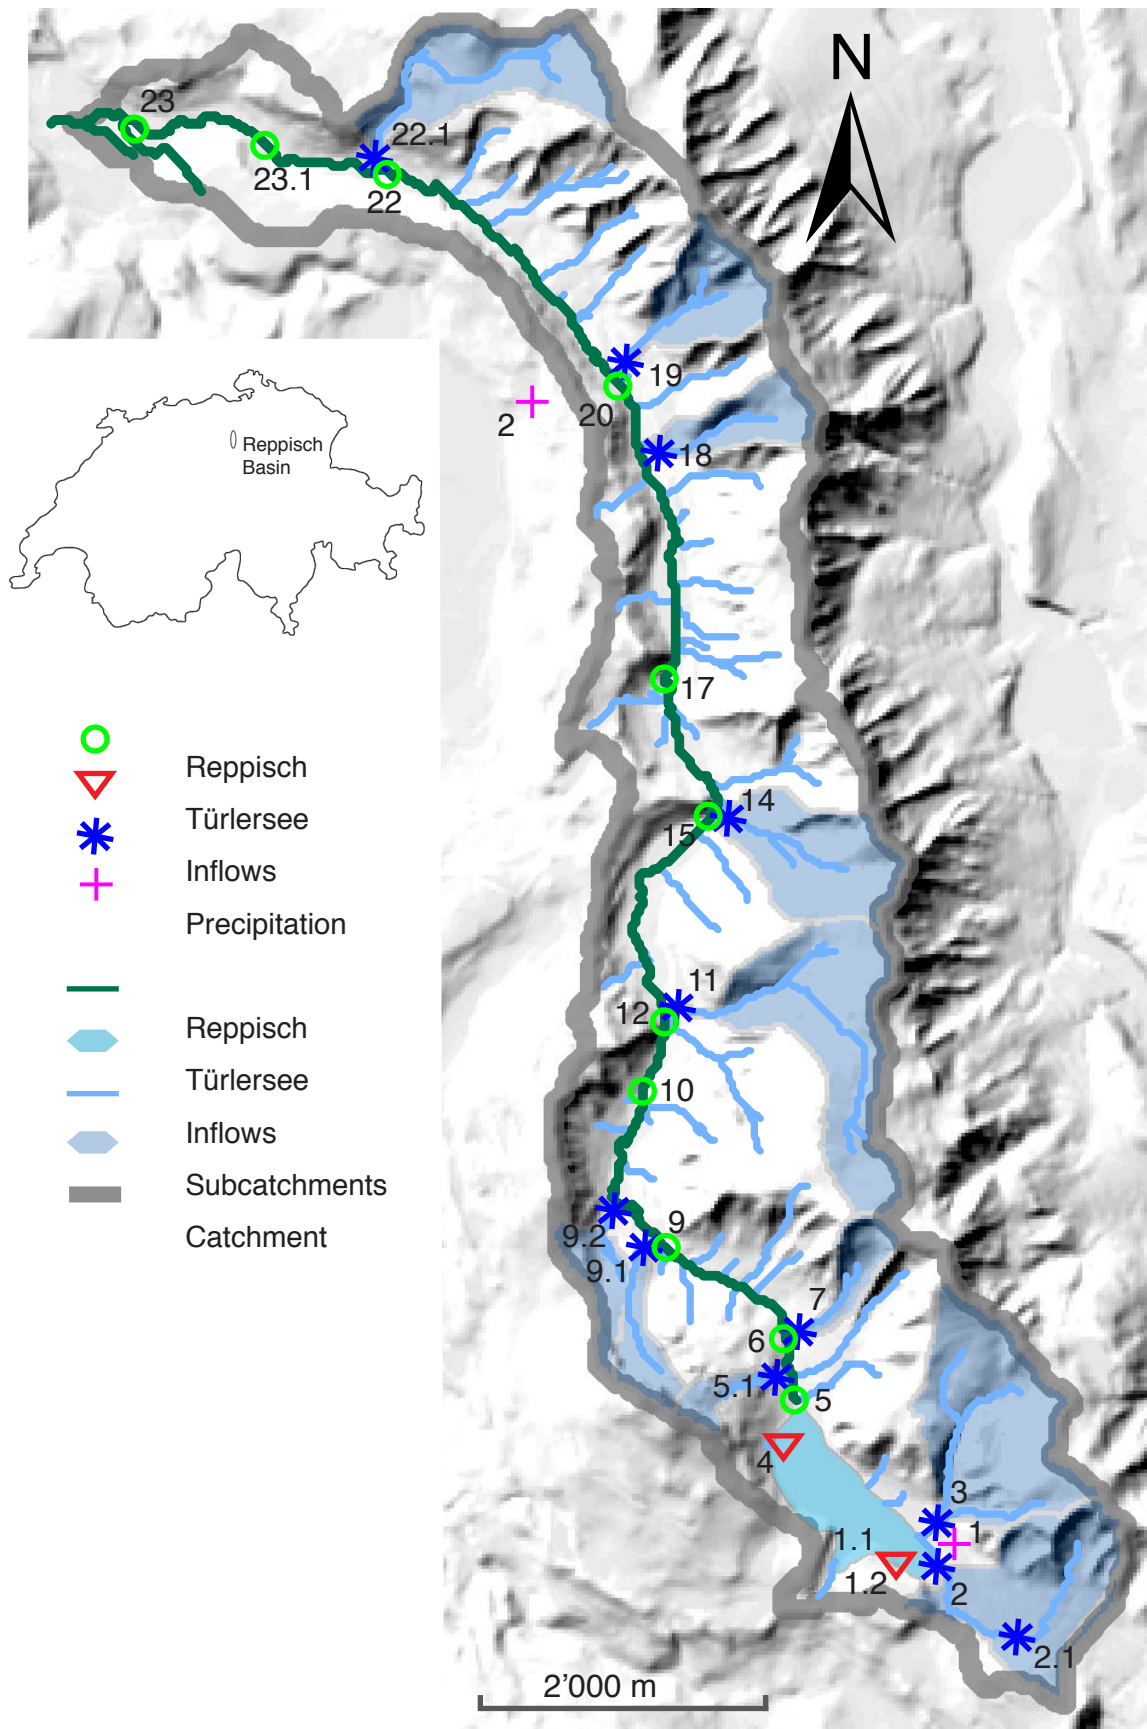 N
23
22.1
23.1
22
19
20
2
18
Reppisch
Basin
17
Reppisch
14
Türlersee
15
Inflows
Precipitation
11
12
Reppisch
Türlersee
10
Inflows
Subcatchments
9
9.2
Catchment
9.1
7
6
5.1
5
4
3
1
1.1
1.2
2
2.1
2'000 m